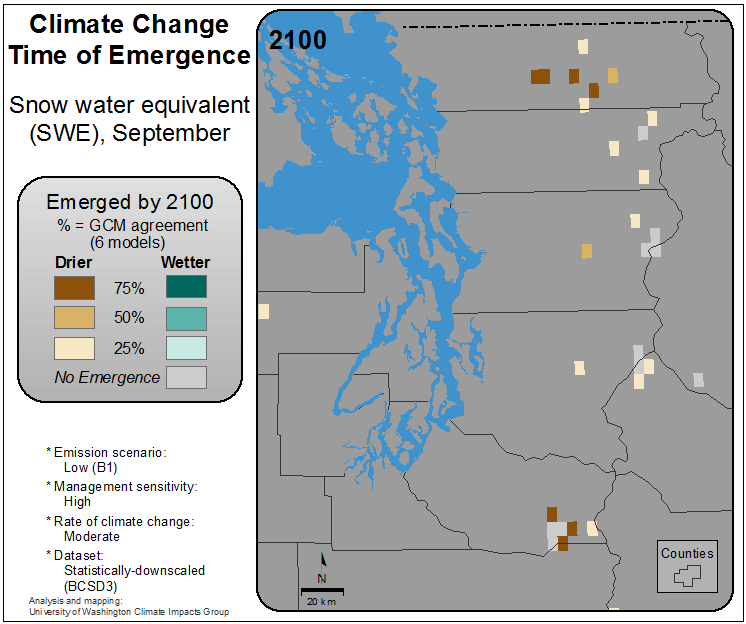 Climate Change
Time of Emergence
Snow water equivalent
(SWE), September
Emerged by 2100
% = GCM agreement
(6 models)
Drier Wetter
75%
50%
25%
No Emergence
* Emission scenario:
Low (B1)
* Management sensitivity:
High
* Rate of climate change:
Moderate
* Dataset:
Statistically-downscaled
(BCSD3)
Analysis and mapping:
University of Washington Climate Impacts Group
2100
N
20 km
Counties